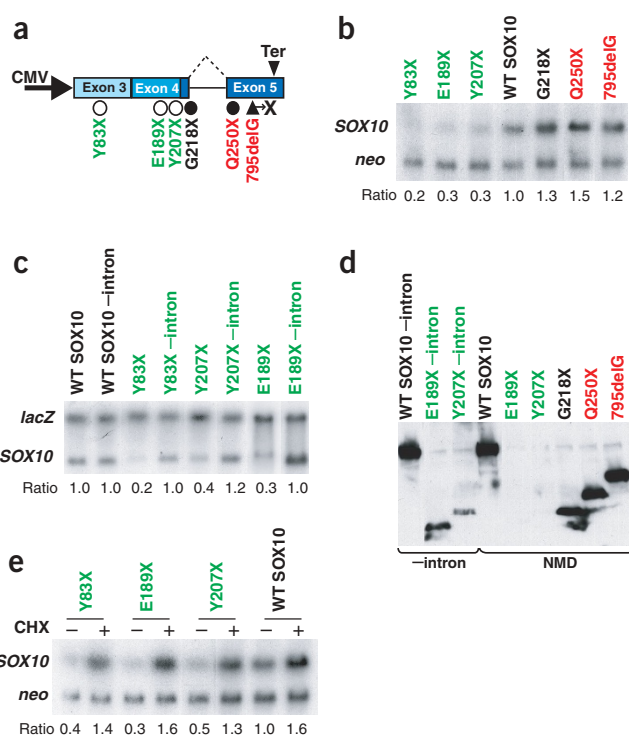 a
CMV
Exon 3
Exon 4
Exon 5
Ter
X
Y83X
E189X
Y207X
G218X
Q250X
795delG
b
Y83X
E189X
Y207X
WT SOX10
G218X
Q250X
795delG
SOX10
neo
Ratio 0.2 0.3 0.3 1.0 1.3 1.5 1.2
c
WT SOX10
WT SOX10 –intron
Y83X
Y83X –intron
Y207X
Y207X –intron
E189X
E189X –intron
lacZ
SOX10
Ratio 1.0 1.0 0.2 1.0 0.4 1.2 0.3 1.0
d
WT SOX10 –intron
E189X –intron
Y207X –intron
WT SOX10
E189X
Y207X
G218X
Q250X
795delG
–intron NMD
e
Y83X
E189X
Y207X
WT SOX10
CHX – + – + – + – +
SOX10
neo
Ratio 0.4 1.4 0.3 1.6 0.5 1.3 1.0 1.6